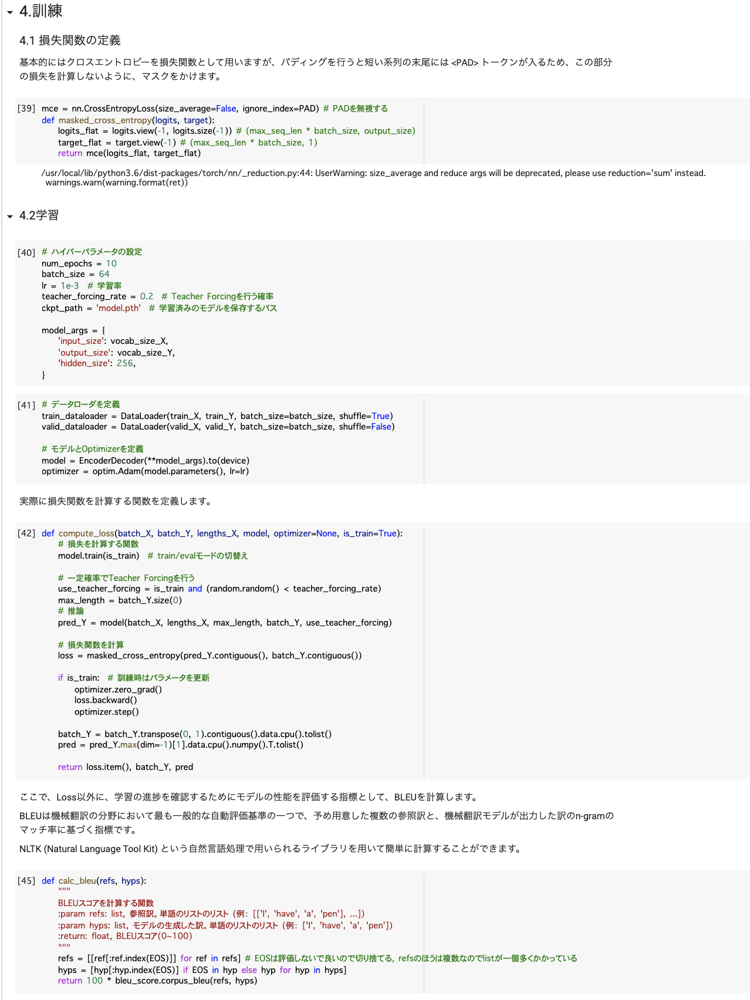 4.訓練
4.1 損失関数の定義
基本的にはクロスエントロピーを損失関数として用いますが、パディングを行うと短い系列の末尾には <PAD> トークンが入るため、この部分
の損失を計算しないように、マスクをかけます。
[39] mce = nn.CrossEntropyLoss(size_average=False, ignore_index=PAD) # PADを無視する
def masked_cross_entropy(logits, target):
    logits_flat = logits.view(-1, logits.size(-1)) # (max_seq_len * batch_size, output_size)
    target_flat = target.view(-1) # (max_seq_len * batch_size, 1)
    return mce(logits_flat, target_flat)
/usr/local/lib/python3.6/dist-packages/torch/nn/_reduction.py:44: UserWarning: size_average and reduce args will be deprecated, please use reduction='sum' instead.
  warnings.warn(warning.format(ret))
4.2学習
[40] # ハイパーパラメータの設定
num_epochs = 10
batch_size = 64
lr = 1e-3  # 学習率
teacher_forcing_rate = 0.2  # Teacher Forcingを行う確率
ckpt_path = 'model.pth'  # 学習済みのモデルを保存するパス
model_args = {
    'input_size': vocab_size_X,
    'output_size': vocab_size_Y,
    'hidden_size': 256,
}
[41] # データローダを定義
train_dataloader = DataLoader(train_X, train_Y, batch_size=batch_size, shuffle=True)
valid_dataloader = DataLoader(valid_X, valid_Y, batch_size=batch_size, shuffle=False)
# モデルとOptimizerを定義
model = EncoderDecoder(**model_args).to(device)
optimizer = optim.Adam(model.parameters(), lr=lr)
実際に損失関数を計算する関数を定義します。
[42] def compute_loss(batch_X, batch_Y, lengths_X, model, optimizer=None, is_train=True):
    # 損失を計算する関数
    model.train(is_train)  # train/evalモードの切替え
    # 一定確率でTeacher Forcingを行う
    use_teacher_forcing = is_train and (random.random() < teacher_forcing_rate)
    max_length = batch_Y.size(0)
    # 推論
    pred_Y = model(batch_X, lengths_X, max_length, batch_Y, use_teacher_forcing)
    # 損失関数を計算
    loss = masked_cross_entropy(pred_Y.contiguous(), batch_Y.contiguous())
    if is_train:  # 訓練時はパラメータを更新
        optimizer.zero_grad()
        loss.backward()
        optimizer.step()
    batch_Y = batch_Y.transpose(0, 1).contiguous().data.cpu().tolist()
    pred = pred_Y.max(dim=-1)[1].data.cpu().numpy().T.tolist()
    return loss.item(), batch_Y, pred
ここで、Loss以外に、学習の進捗を確認するためにモデルの性能を評価する指標として、BLEUを計算します。
BLEUは機械翻訳の分野において最も一般的な自動評価基準の一つで、予め用意した複数の参照訳と、機械翻訳モデルが出力した訳のn-gramの
マッチ率に基づく指標です。
NLTK (Natural Language Tool Kit) という自然言語処理で用いられるライブラリを用いて簡単に計算することができます。
[45] def calc_bleu(refs, hyps):
    """
    BLEUスコアを計算する関数
    :param refs: list, 参照訳。単語のリストのリスト (例： [['I', 'have', 'a', 'pen'], ...])
    :param hyps: list, モデルの生成した訳。単語のリストのリスト (例： ['I', 'have', 'a', 'pen'])
    :return: float, BLEUスコア(0~100)
    """
    refs = [[ref[:ref.index(EOS)]] for ref in refs] # EOSは評価しないで良いので切り捨てる, refsのほうは複数なのでlistが一個多くかかっている
    hyps = [hyp[:hyp.index(EOS)] if EOS in hyp else hyp for hyp in hyps]
    return 100 * bleu_score.corpus_bleu(refs, hyps)